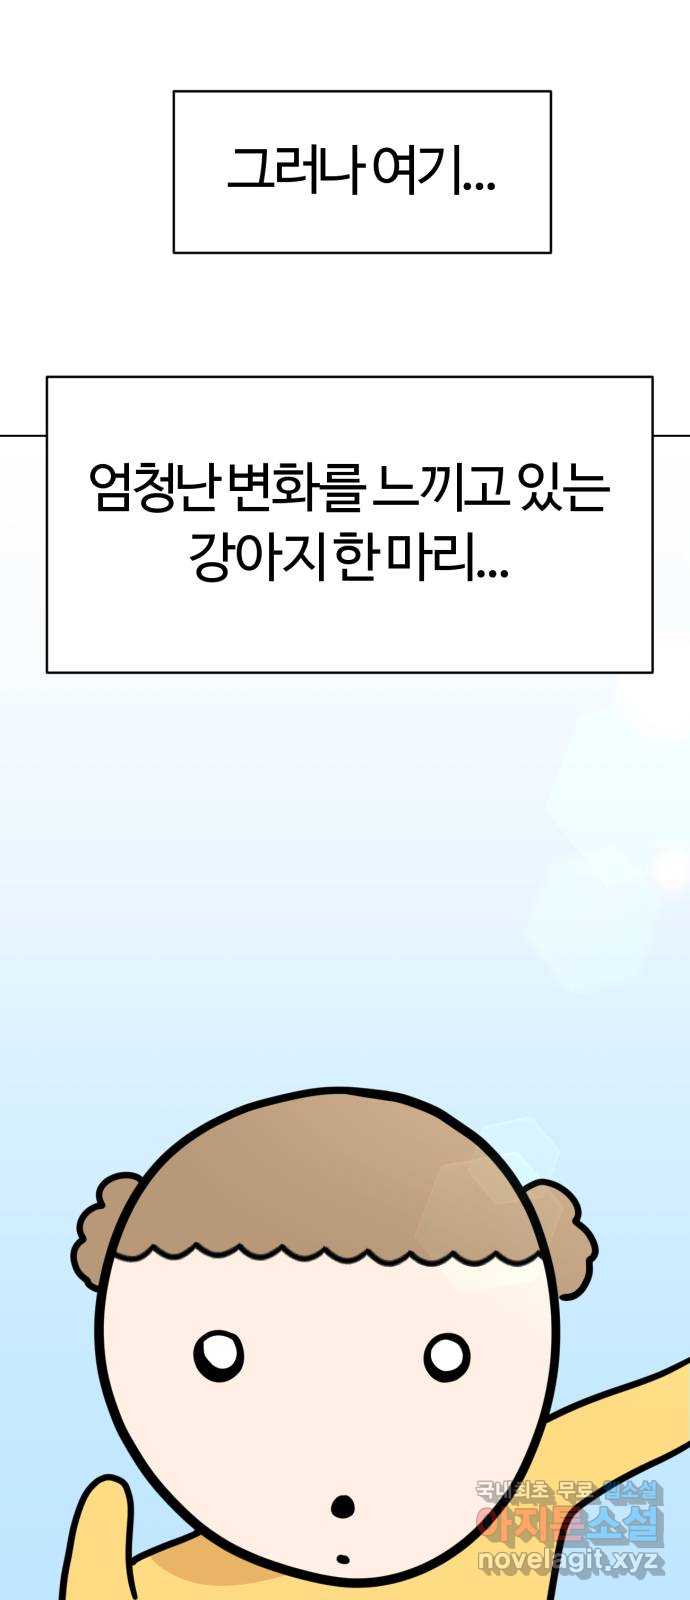 그러나 여기...
엄청난 변화를 느끼고 있는
강아지 한 마리...
국내최초 무료 웹소설
아지툰소설
novelagit.xyz